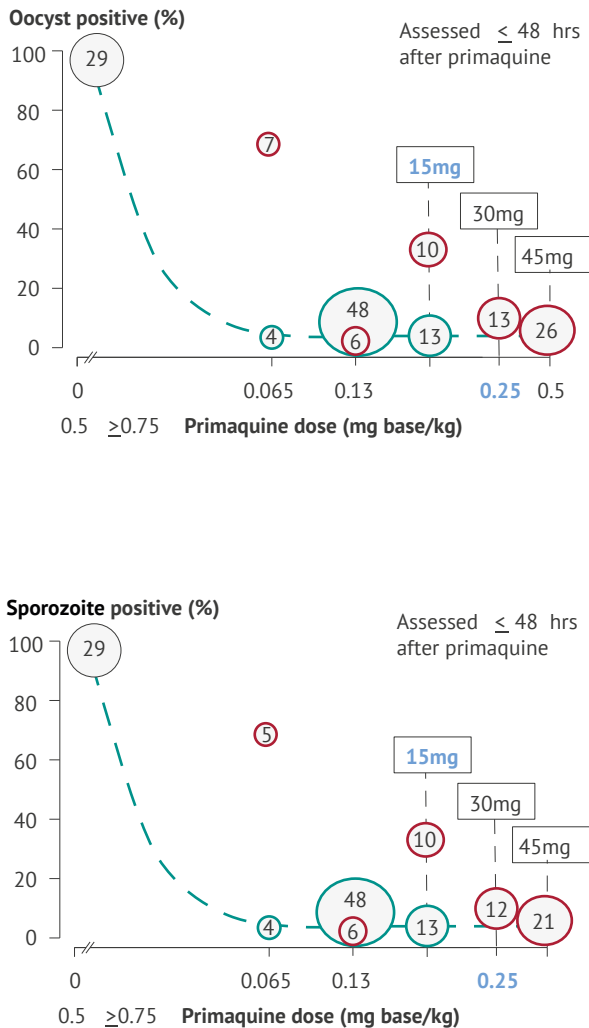 Oocyst positive (%)
Assessed ≤ 48 hrs
after primaquine
100
29
80
7
60
15mg
40
30mg
10
45mg
20
48
13
26
4
6
13
0
0
0.065
0.13
0.25
0.5
0.5 ≥0.75 Primaquine dose (mg base/kg)
Sporozoite positive (%)
Assessed ≤ 48 hrs
after primaquine
100
29
80
5
60
15mg
40
30mg
10
45mg
20
48
12
21
4
6
13
0
0
0.065
0.13
0.25
0.5 ≥0.75 Primaquine dose (mg base/kg)